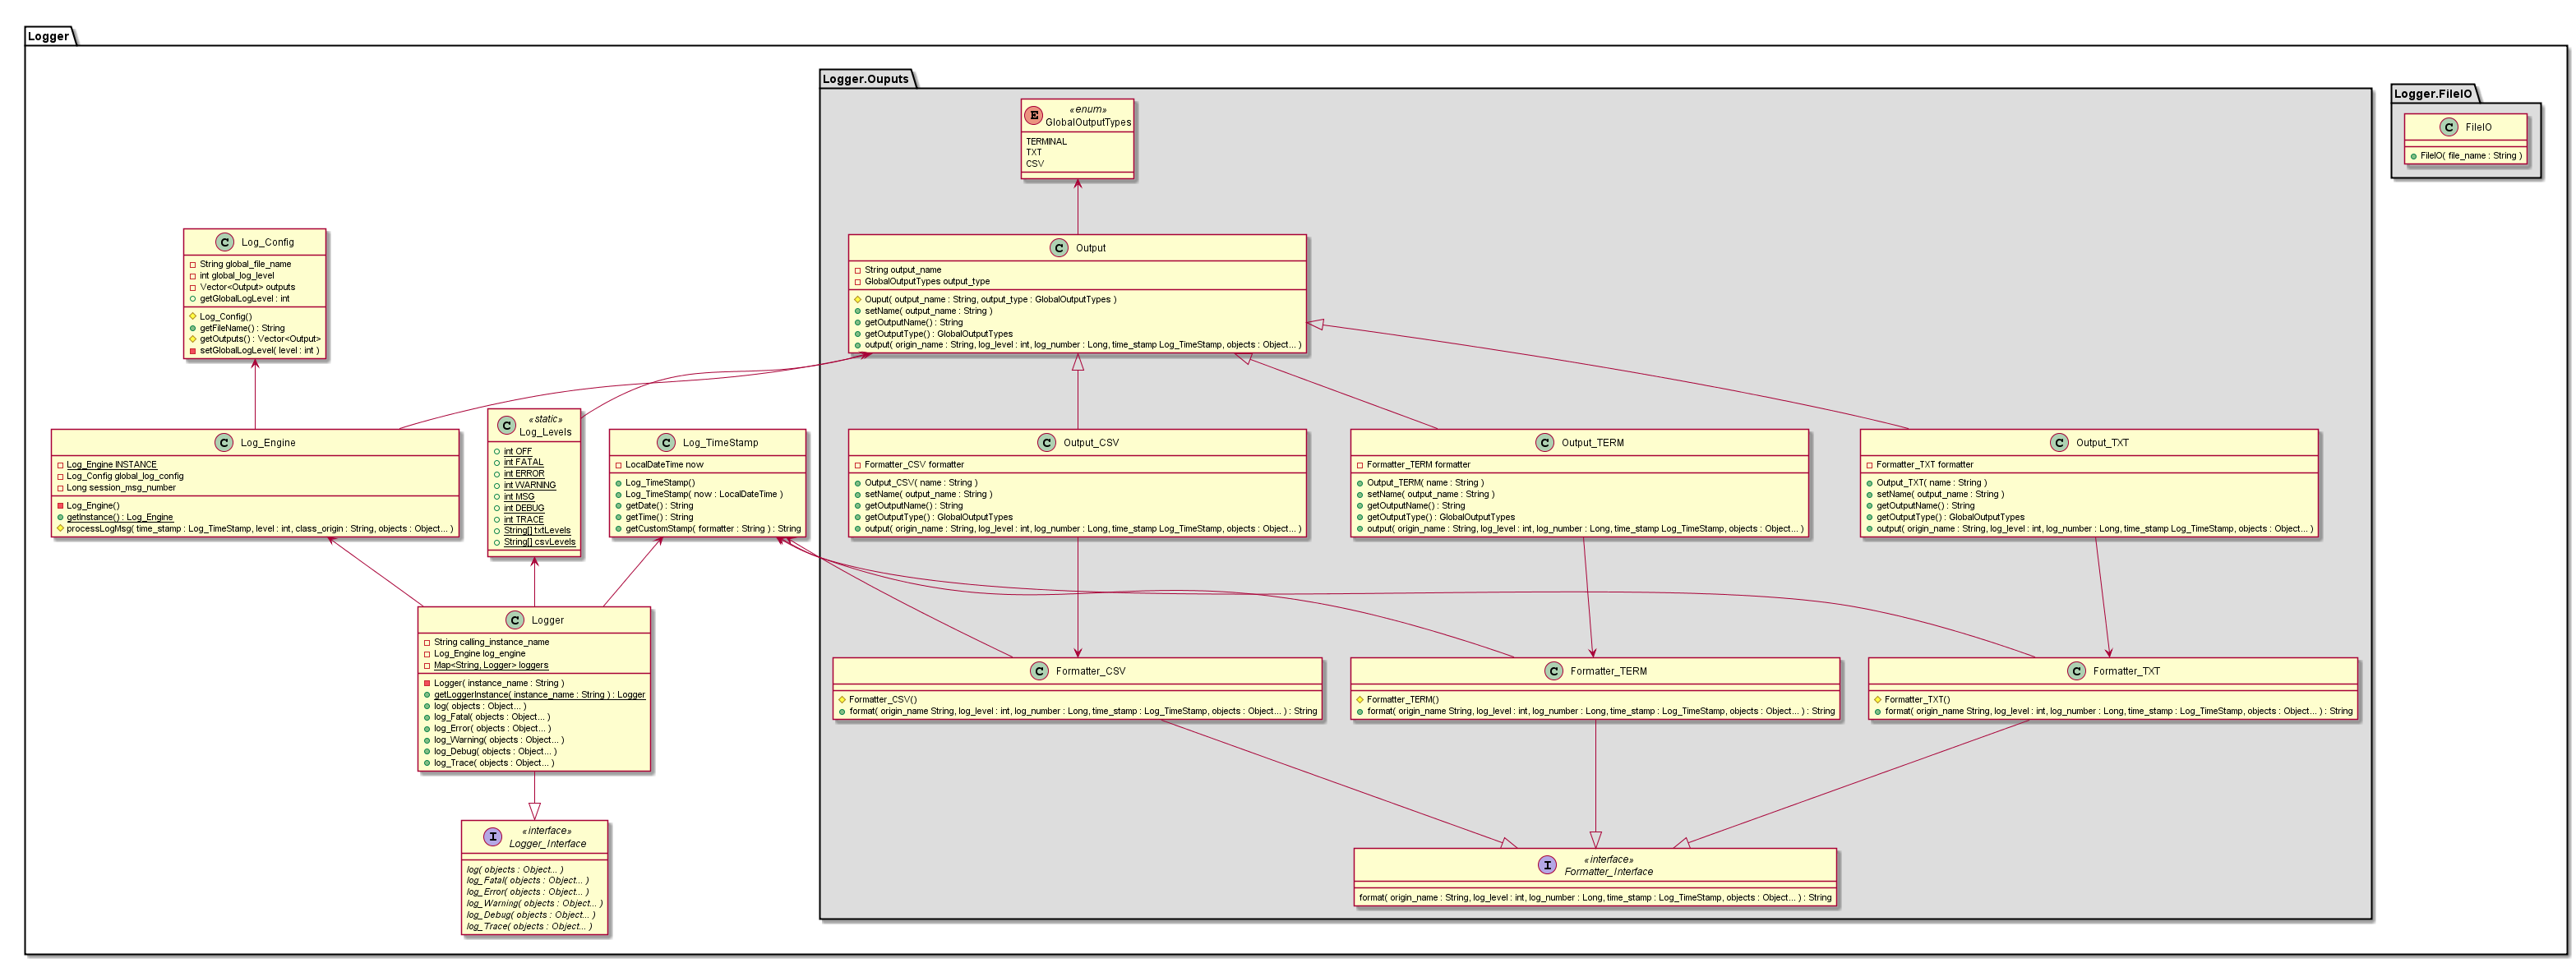 Logger
Logger.Ouputs
Logger.FileIO
C FileIO
FileIO( file_name : String )
E «enum»
GlobalOutputTypes
TERMINAL
TXT
CSV
C Log_Config
String global_file_name
int global_log_level
Vector<Output> outputs
getGlobalLogLevel : int
Log_Config()
getFileName() : String
getOutputs() : Vector<Output>
setGlobalLogLevel( level : int )
C Output
String output_name
GlobalOutputTypes output_type
Ouput( output_name : String, output_type : GlobalOutputTypes )
setName( output_name : String )
getOutputName() : String
getOutputType() : GlobalOutputTypes
output( origin_name : String, log_level : int, log_number : Long, time_stamp Log_TimeStamp, objects : Object... )
C Log_Engine
Log_Engine INSTANCE
Log_Config global_log_config
Long session_msg_number
Log_Engine()
getInstance() : Log_Engine
processLogMsg( time_stamp : Log_TimeStamp, level : int, class_origin : String, objects : Object... )
C «static»
Log_Levels
int OFF
int FATAL
int ERROR
int WARNING
int MSG
int DEBUG
int TRACE
String[] txtLevels
String[] csvLevels
C Log_TimeStamp
LocalDateTime now
Log_TimeStamp()
Log_TimeStamp( now : LocalDateTime )
getDate() : String
getTime() : String
getCustomStamp( formatter : String ) : String
C Output_CSV
Formatter_CSV formatter
Output_CSV( name : String )
setName( output_name : String )
getOutputName() : String
getOutputType() : GlobalOutputTypes
output( origin_name : String, log_level : int, log_number : Long, time_stamp Log_TimeStamp, objects : Object... )
C Output_TERM
Formatter_TERM formatter
Output_TERM( name : String )
setName( output_name : String )
getOutputName() : String
getOutputType() : GlobalOutputTypes
output( origin_name : String, log_level : int, log_number : Long, time_stamp Log_TimeStamp, objects : Object... )
C Output_TXT
Formatter_TXT formatter
Output_TXT( name : String )
setName( output_name : String )
getOutputName() : String
getOutputType() : GlobalOutputTypes
output( origin_name : String, log_level : int, log_number : Long, time_stamp Log_TimeStamp, objects : Object... )
C Logger
String calling_instance_name
Log_Engine log_engine
Map<String, Logger> loggers
Logger( instance_name : String )
getLoggerInstance( instance_name : String ) : Logger
log( objects : Object... )
log_Fatal( objects : Object... )
log_Error( objects : Object... )
log_Warning( objects : Object... )
log_Debug( objects : Object... )
log_Trace( objects : Object... )
C Formatter_CSV
Formatter_CSV()
format( origin_name String, log_level : int, log_number : Long, time_stamp : Log_TimeStamp, objects : Object... ) : String
C Formatter_TERM
Formatter_TERM()
format( origin_name String, log_level : int, log_number : Long, time_stamp : Log_TimeStamp, objects : Object... ) : String
C Formatter_TXT
Formatter_TXT()
format( origin_name String, log_level : int, log_number : Long, time_stamp : Log_TimeStamp, objects : Object... ) : String
I «interface»
Logger_Interface
log( objects : Object... )
log_Fatal( objects : Object... )
log_Error( objects : Object... )
log_Warning( objects : Object... )
log_Debug( objects : Object... )
log_Trace( objects : Object... )
I «interface»
Formatter_Interface
format( origin_name : String, log_level : int, log_number : Long, time_stamp : Log_TimeStamp, objects : Object... ) : String